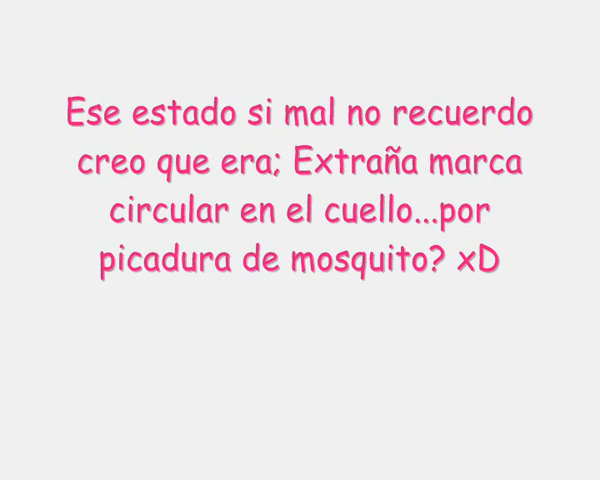 Ese estado si mal no recuerdo
creo que era; Extraña marca
circular en el cuello...por
picadura de mosquito? xD